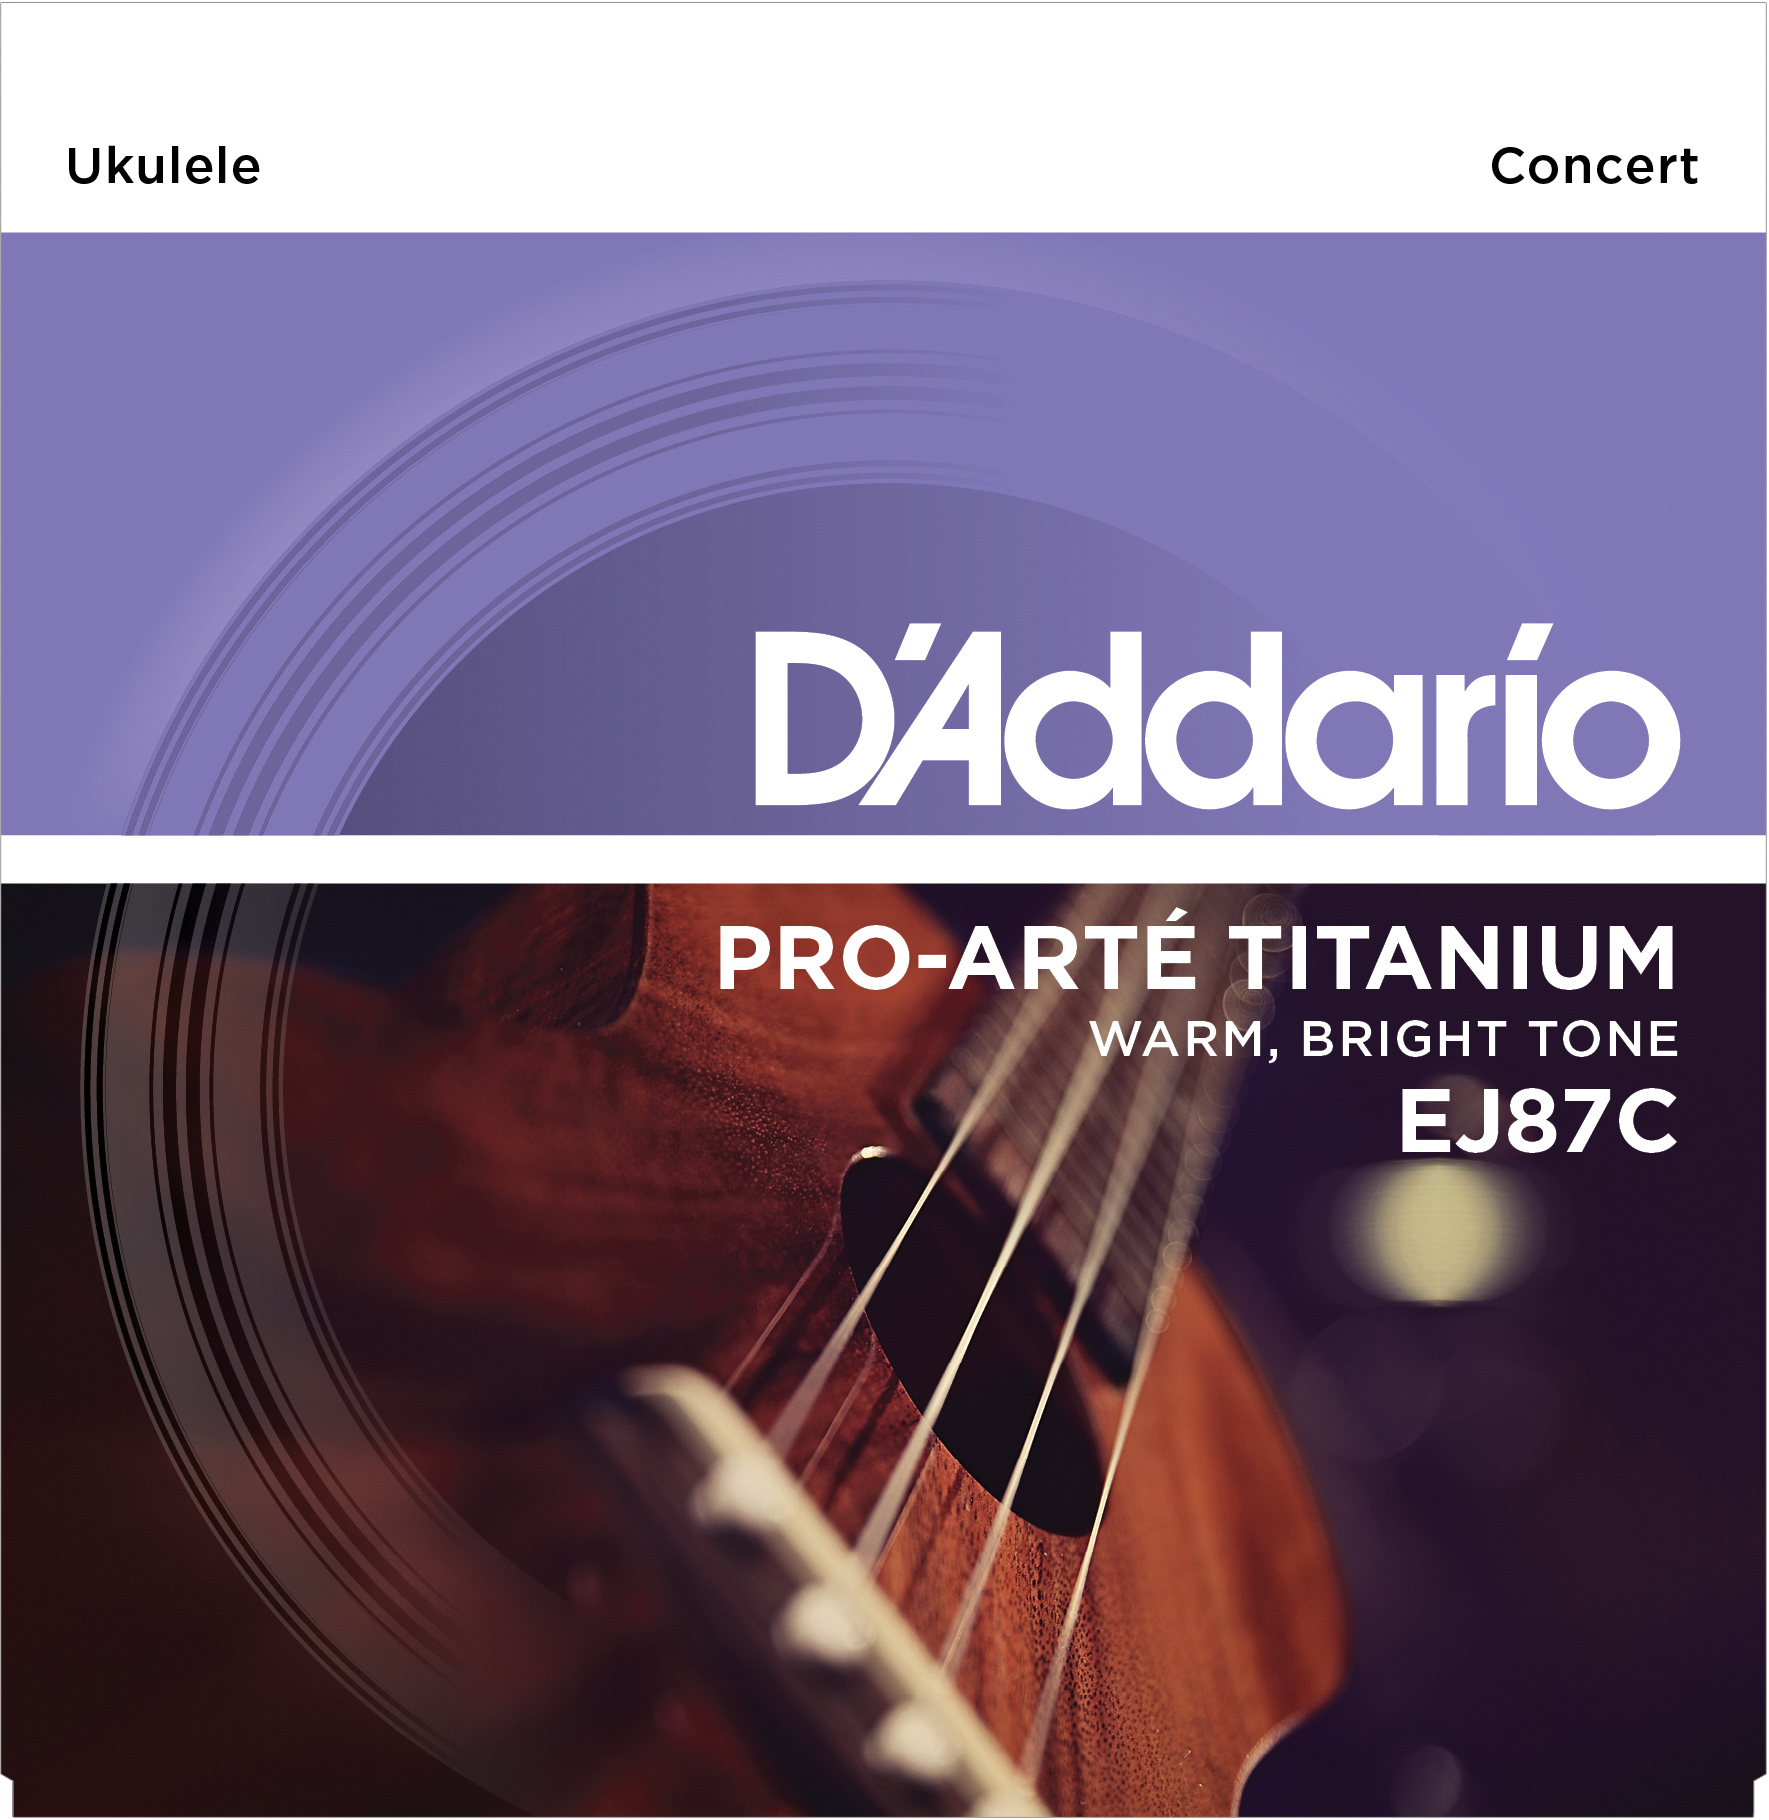 Ukulele
Concert
D'Addario
PRO-ARTÉ TITANIUM
WARM, BRIGHT TONE
EJ87C